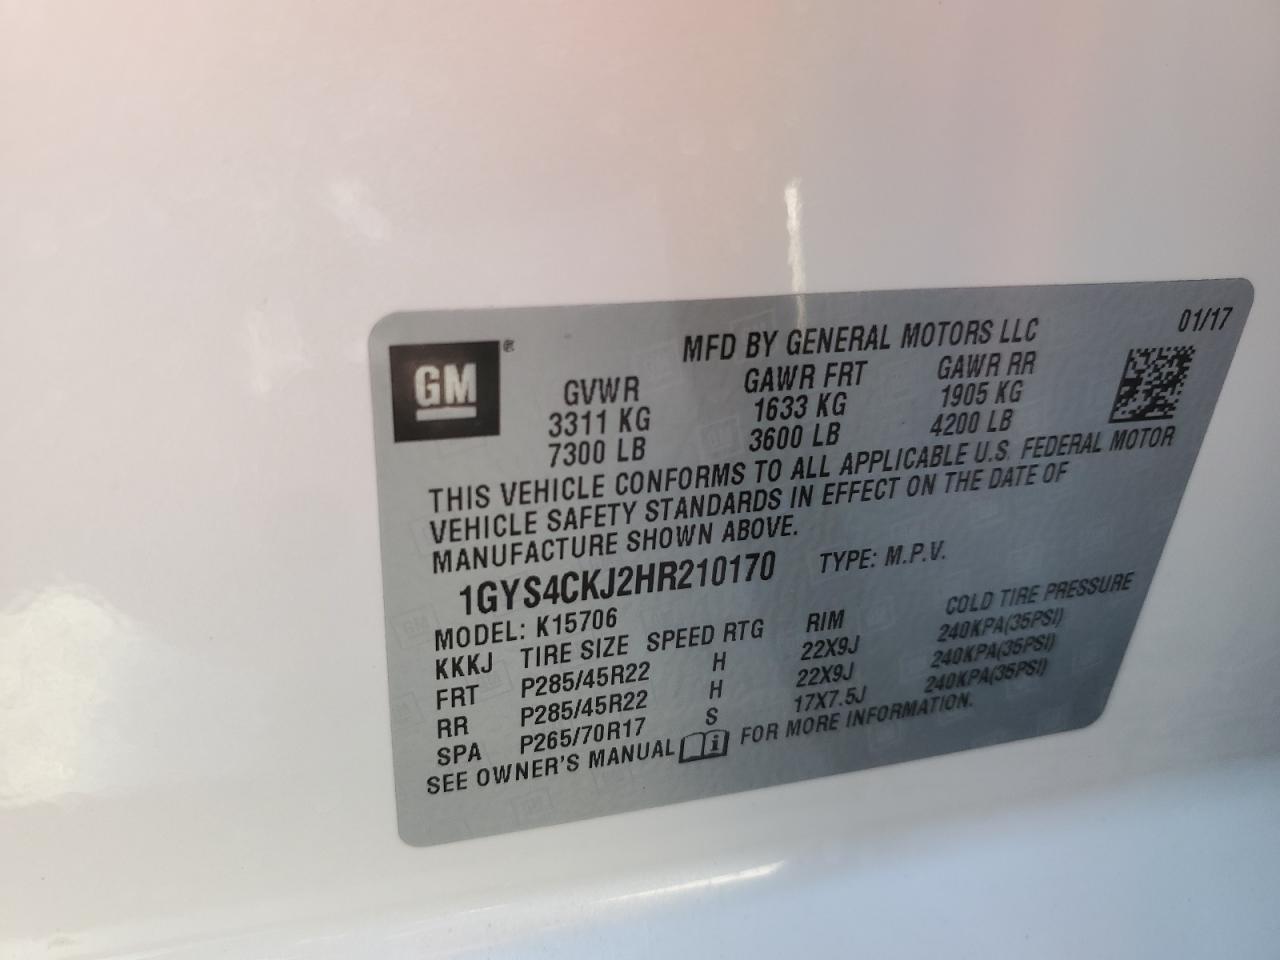 GM®
MFD BY GENERAL MOTORS LLC 01/17
GVWR GAWR FRT GAWR RR
3311 KG 1633 KG 1905 KG
7300 LB 3600 LB 4200 LB
THIS VEHICLE CONFORMS TO ALL APPLICABLE U.S. FEDERAL MOTOR
VEHICLE SAFETY STANDARDS IN EFFECT ON THE DATE OF
MANUFACTURE SHOWN ABOVE.
1GYS4CKJ2HR210170 TYPE: M.P.V.
MODEL: K15706
KKKJ TIRE SIZE SPEED RTG RIM COLD TIRE PRESSURE
FRT P285/45R22 H 22X9J 240KPA(35PSI)
RR P285/45R22 H 22X9J 240KPA(35PSI)
SPA P265/70R17 S 17X7.5J 240KPA(35PSI)
SEE OWNER'S MANUAL i FOR MORE INFORMATION.